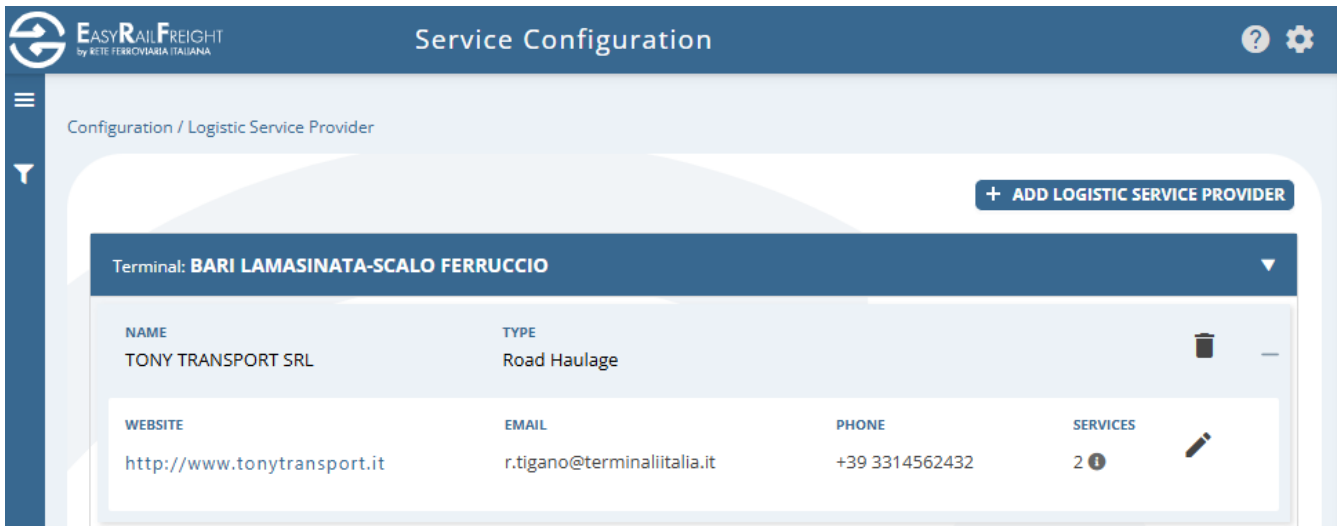 EASYRAILFREIGHT
by RETE FERROVIARIA ITALIANA
Service Configuration
Configuration / Logistic Service Provider
+ ADD LOGISTIC SERVICE PROVIDER
Terminal: BARI LAMASINATA-SCALO FERRUCCIO
NAME TYPE
TONY TRANSPORT SRL Road Haulage
WEBSITE EMAIL PHONE SERVICES
http://www.tonytransport.it r.tigano@terminaliitalia.it +39 3314562432 2